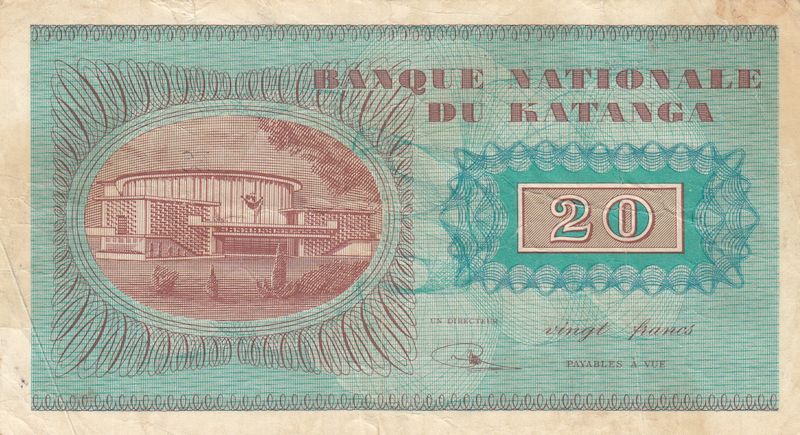 BANQUE NATIONALE
DU KATANGA
20
UN DIRECTEUR
vingt francs
PAYABLES À VUE